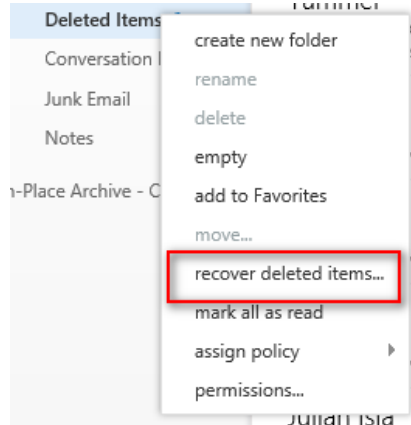 Deleted Items
create new folder
Conversation
rename
Junk Email
delete
Notes
empty
n-Place Archive - C
add to Favorites
move...
recover deleted items...
mark all as read
assign policy
permissions...
Julian Isla